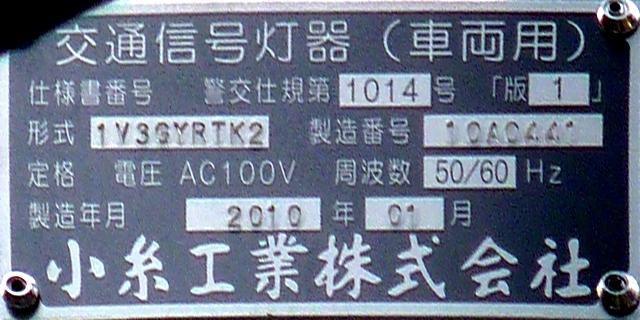 交通信号灯器（車両用）
仕様書番号 警交仕規第 1014 号 「版 1 」
形式 1V3GYRTK2 製造番号 10A0441
定格 電圧 AC100V 周波数 50/60 Hz
製造年月 2010 年 01 月
小糸工業株式会社